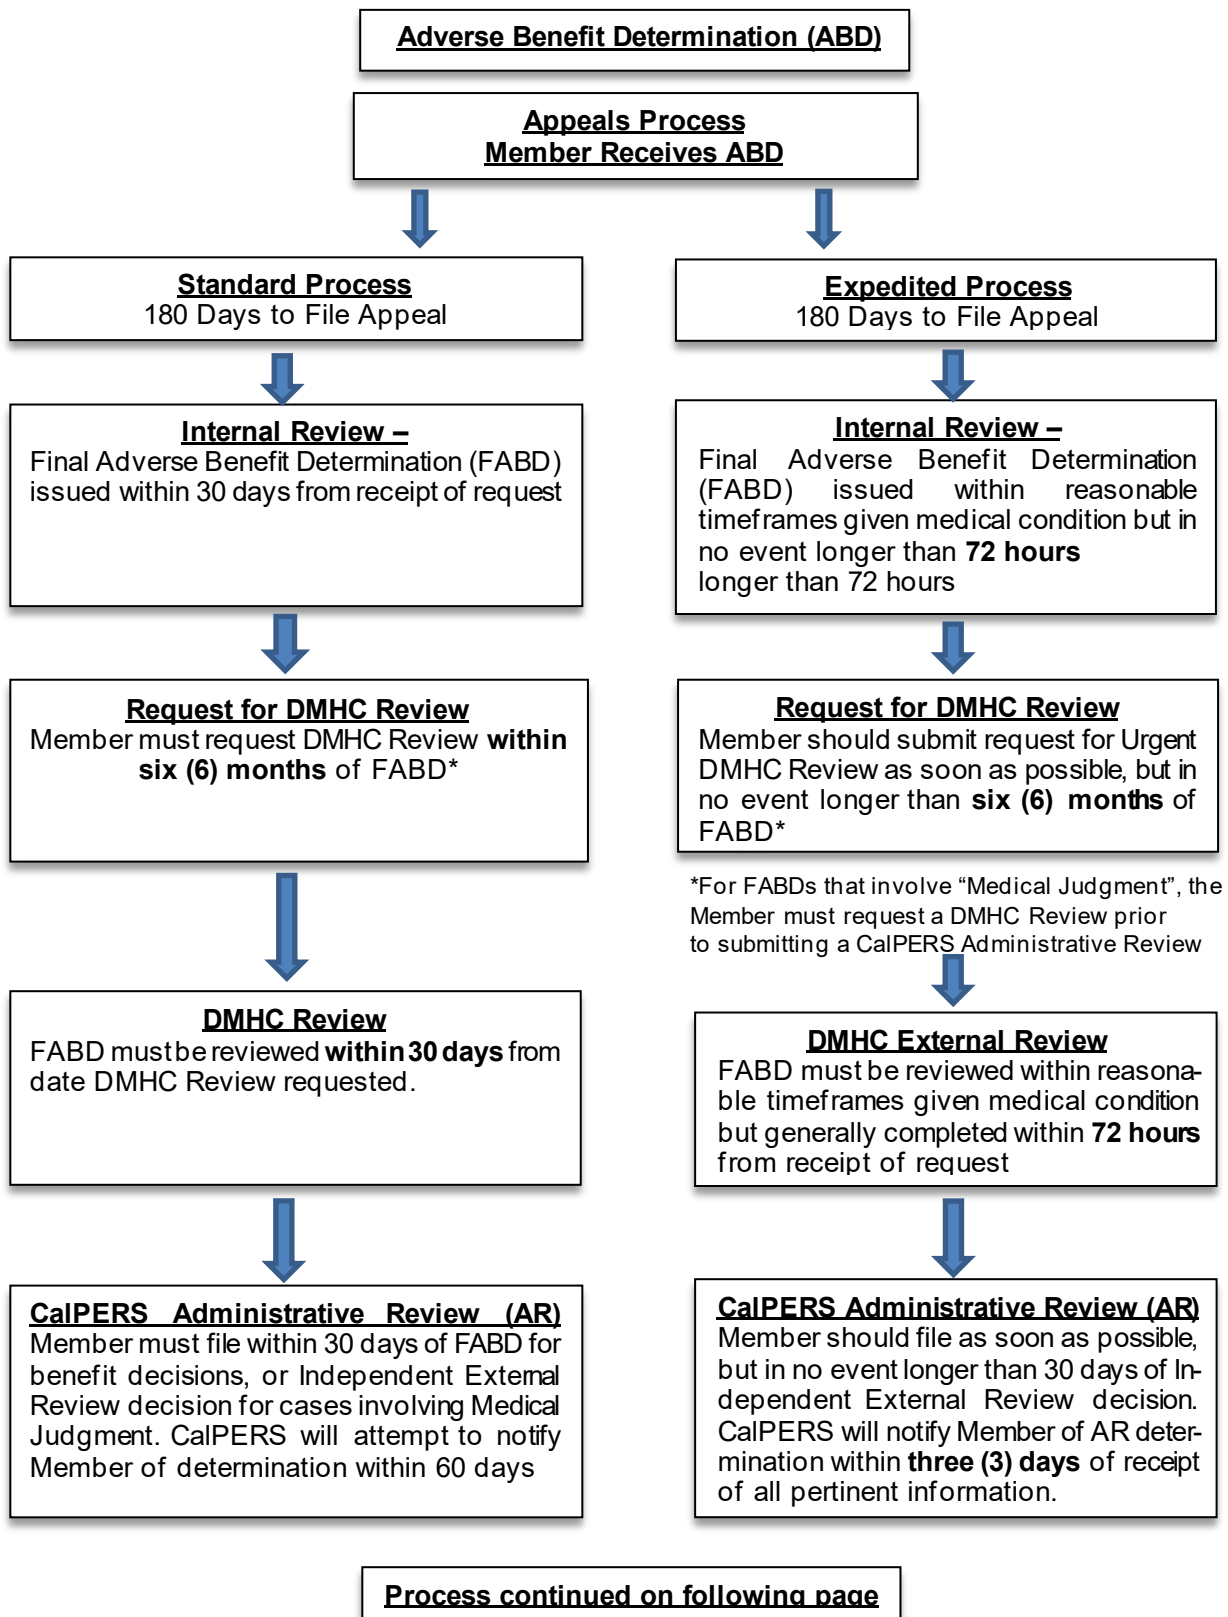 Adverse Benefit Determination (ABD)
Appeals Process
Member Receives ABD
Standard Process
180 Days to File Appeal
Internal Review –
Final Adverse Benefit Determination (FABD)
issued within 30 days from receipt of request
Request for DMHC Review
Member must request DMHC Review within
six (6) months of FABD*
DMHC Review
FABD must be reviewed within 30 days from
date DMHC Review requested.
CalPERS Administrative Review (AR)
Member must file within 30 days of FABD for
benefit decisions, or Independent External
Review decision for cases involving Medical
Judgment. CalPERS will attempt to notify
Member of determination within 60 days
Expedited Process
180 Days to File Appeal
Internal Review –
Final Adverse Benefit Determination
(FABD) issued within reasonable
timeframes given medical condition but in
no event longer than 72 hours
longer than 72 hours
Request for DMHC Review
Member should submit request for Urgent
DMHC Review as soon as possible, but in
no event longer than six (6) months of
FABD*
*For FABDs that involve “Medical Judgment”, the
Member must request a DMHC Review prior
to submitting a CalPERS Administrative Review
DMHC External Review
FABD must be reviewed within reasona-
ble timeframes given medical condition
but generally completed within 72 hours
from receipt of request
CalPERS Administrative Review (AR)
Member should file as soon as possible,
but in no event longer than 30 days of In-
dependent External Review decision.
CalPERS will notify Member of AR deter-
mination within three (3) days of receipt
of all pertinent information.
Process continued on following page